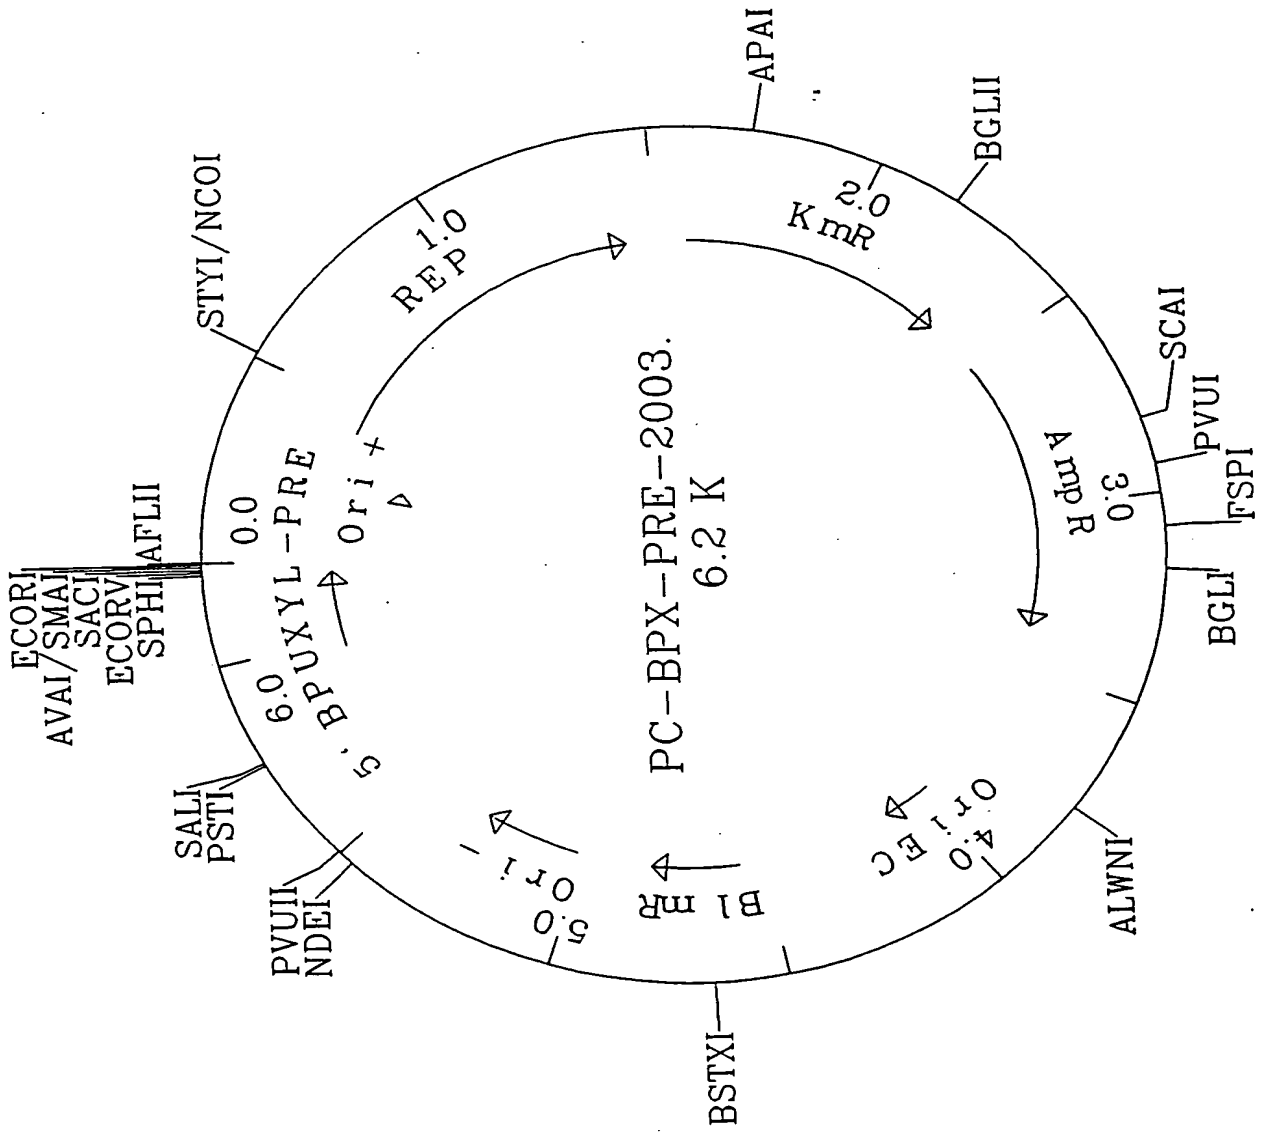 PC-BPX-PRE-2003.
6.2 K
0.0
AFLII
STYI/NCOI
1.0
APAI
2.0
BGLII
SCAI
PVUI
3.0
FSPI
BGLI
ALWNI
4.0
BSTXI
5.0
NDEI
PVUII
PSTI
SALI
6.0
SPHI
ECORV
SACI
AVAI/SMAI
ECORI
5' BPUXYL-PRE
Ori +
REP
KmR
AmpR
Ori EC
BlmR
Ori -